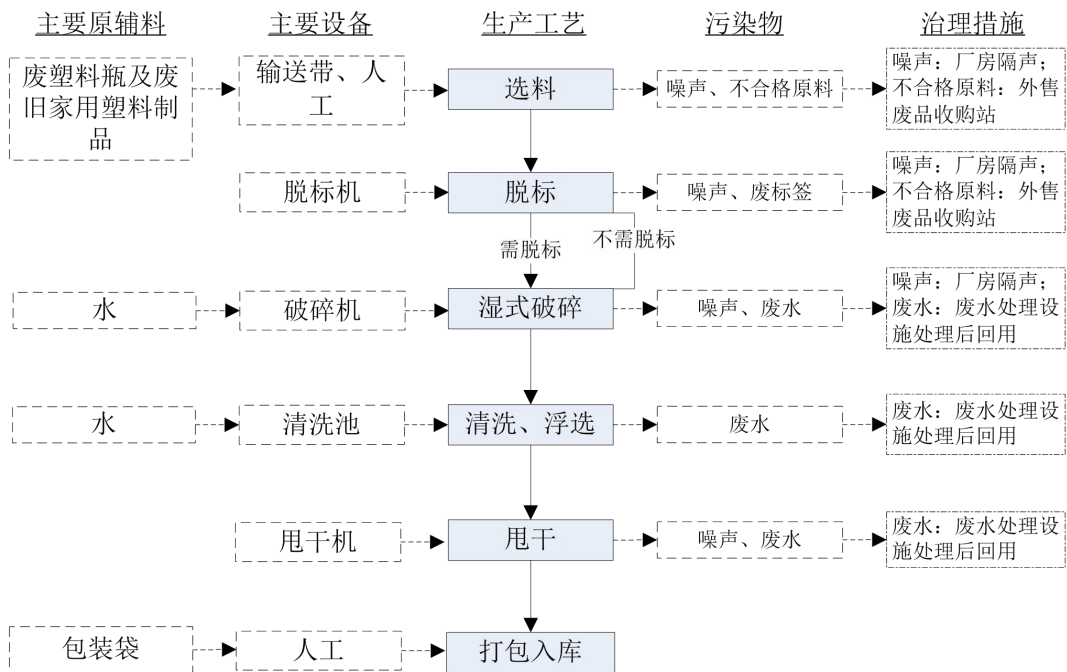 主要原辅料
主要设备
生产工艺
污染物
治理措施
废塑料瓶及废
旧家用塑料制
品
输送带、人
工
选料
噪声、不合格原料
噪声：厂房隔声；
不合格原料：外售
废品收购站
脱标机
脱标
噪声、废标签
噪声：厂房隔声；
不合格原料：外售
废品收购站
需脱标
不需脱标
水
破碎机
湿式破碎
噪声、废水
噪声：厂房隔声；
废水：废水处理设
施处理后回用
水
清洗池
清洗、浮选
废水
废水：废水处理设
施处理后回用
甩干机
甩干
噪声、废水
废水：废水处理设
施处理后回用
包装袋
人工
打包入库